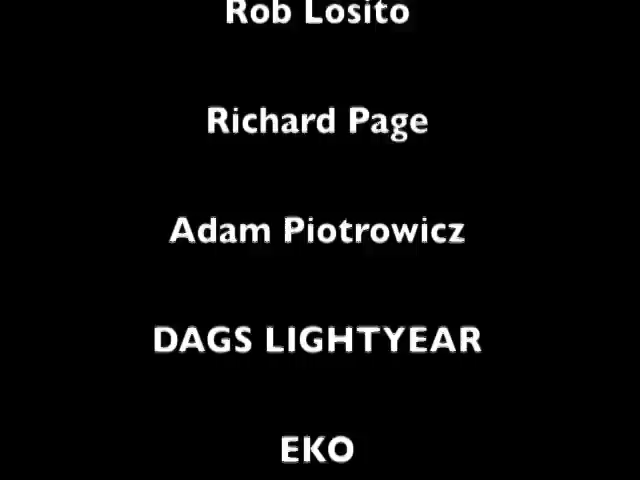 Rob Losito
Richard Page
Adam Piotrowicz
DAGS LIGHTYEAR
EKO